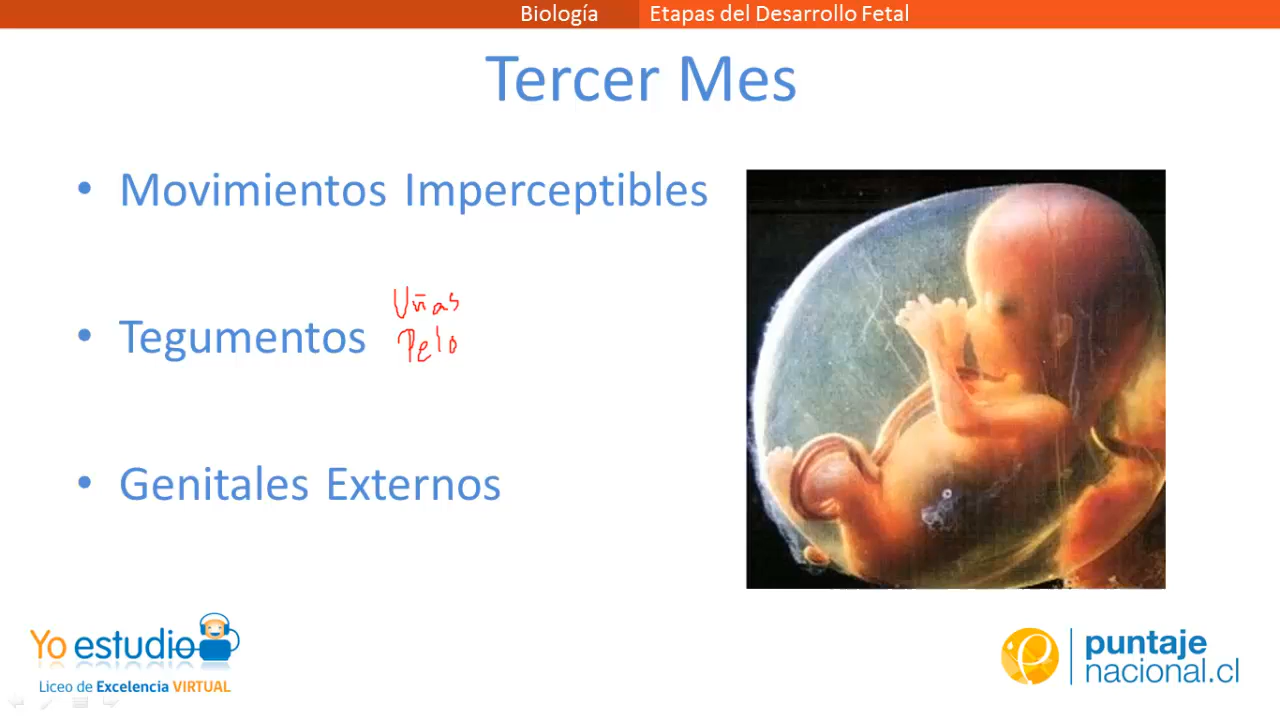 Biología
Etapas del Desarrollo Fetal
Tercer Mes
• Movimientos Imperceptibles
• Tegumentos
Uñas
Pelo
• Genitales Externos
Yo estudio
Liceo de Excelencia VIRTUAL
puntaje
nacional.cl